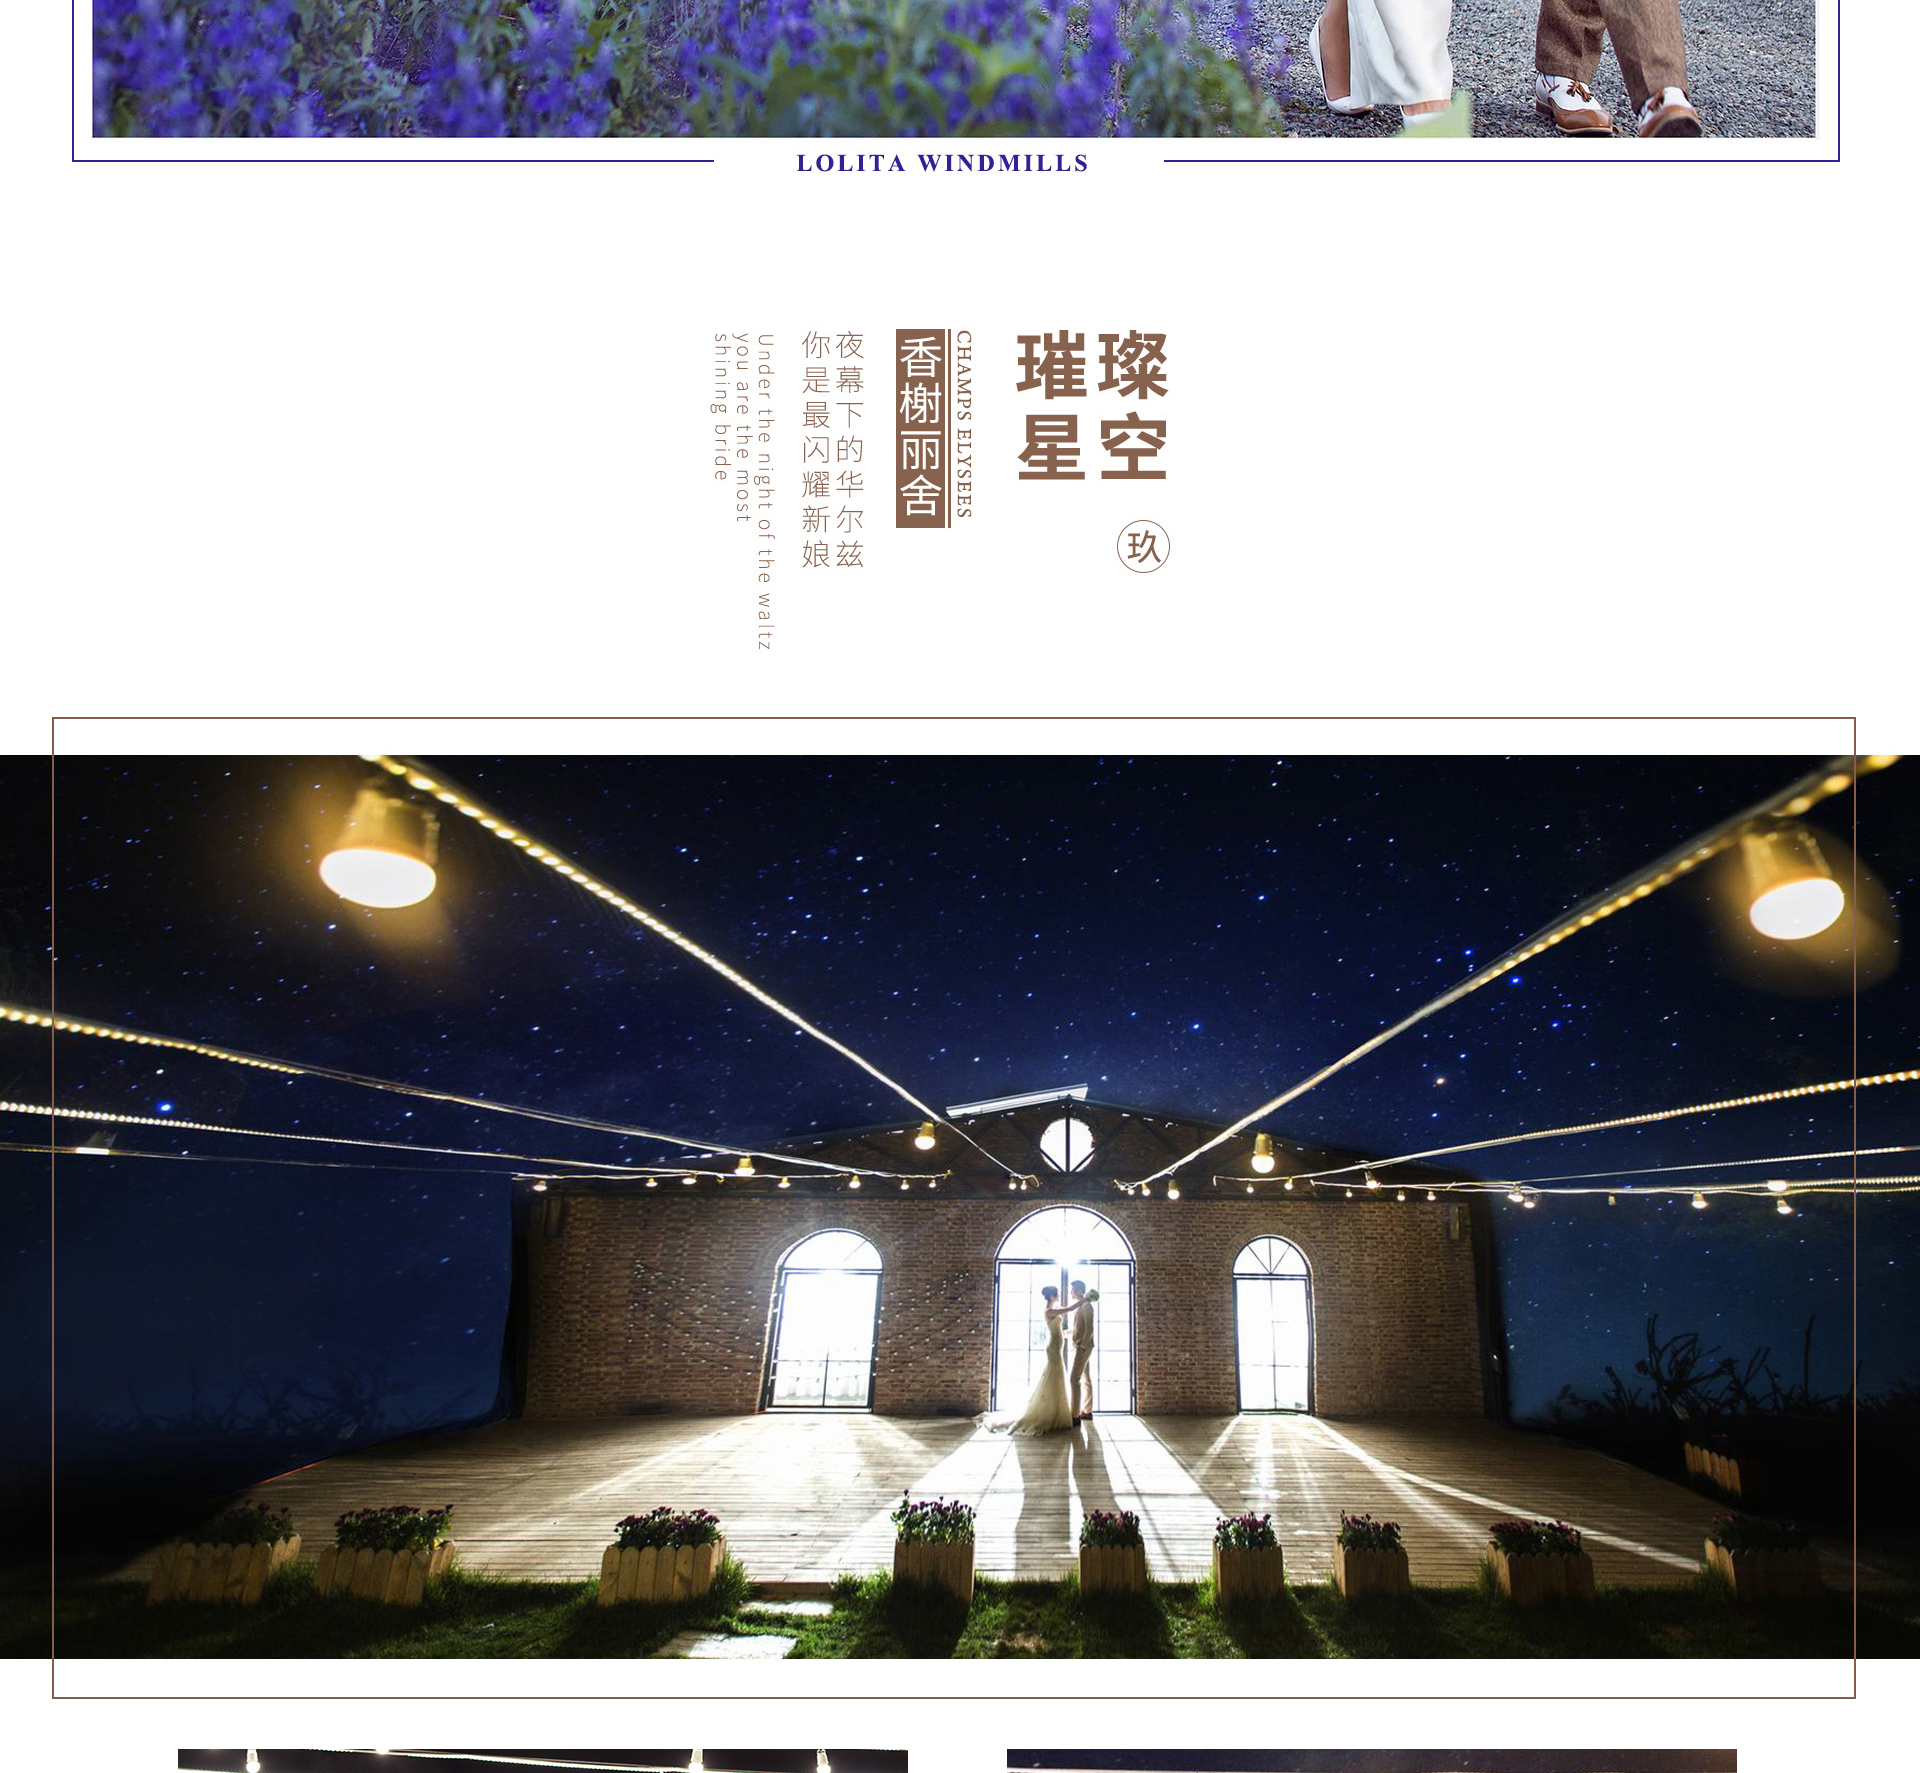 LOLITA WINDMILLS
璀璨
星空
玖
CHAMPS ELYSEES
香榭丽舍
夜幕下的华尔兹
你是最闪耀新娘
Under the night of the waltz
you are the most
shining bride